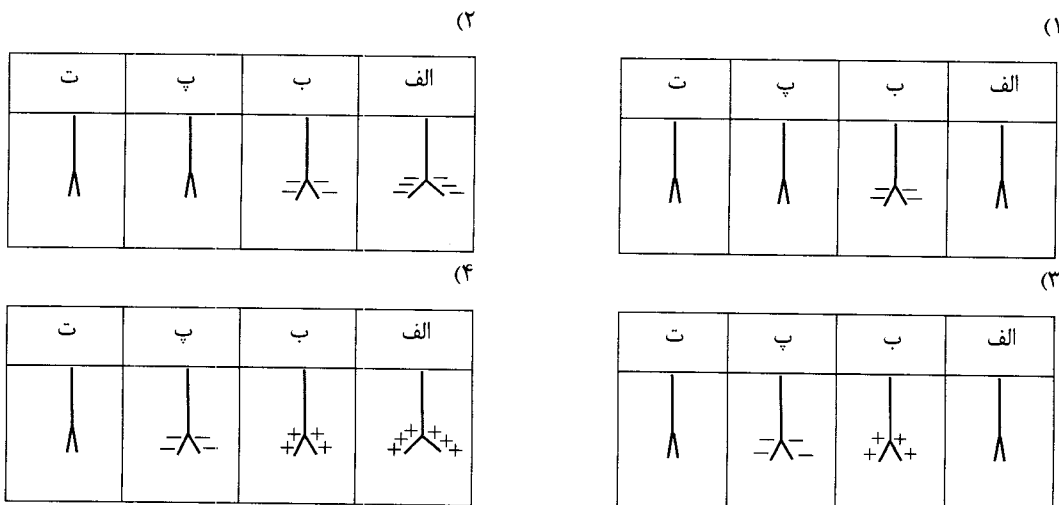 ۱)
الف ب پ ت
۲)
الف ب پ ت
− − − −
− − − − − −
۳)
الف ب پ ت
+ + + + − − − −
۴)
الف ب پ ت
+ + + + + + + + + + − − − −